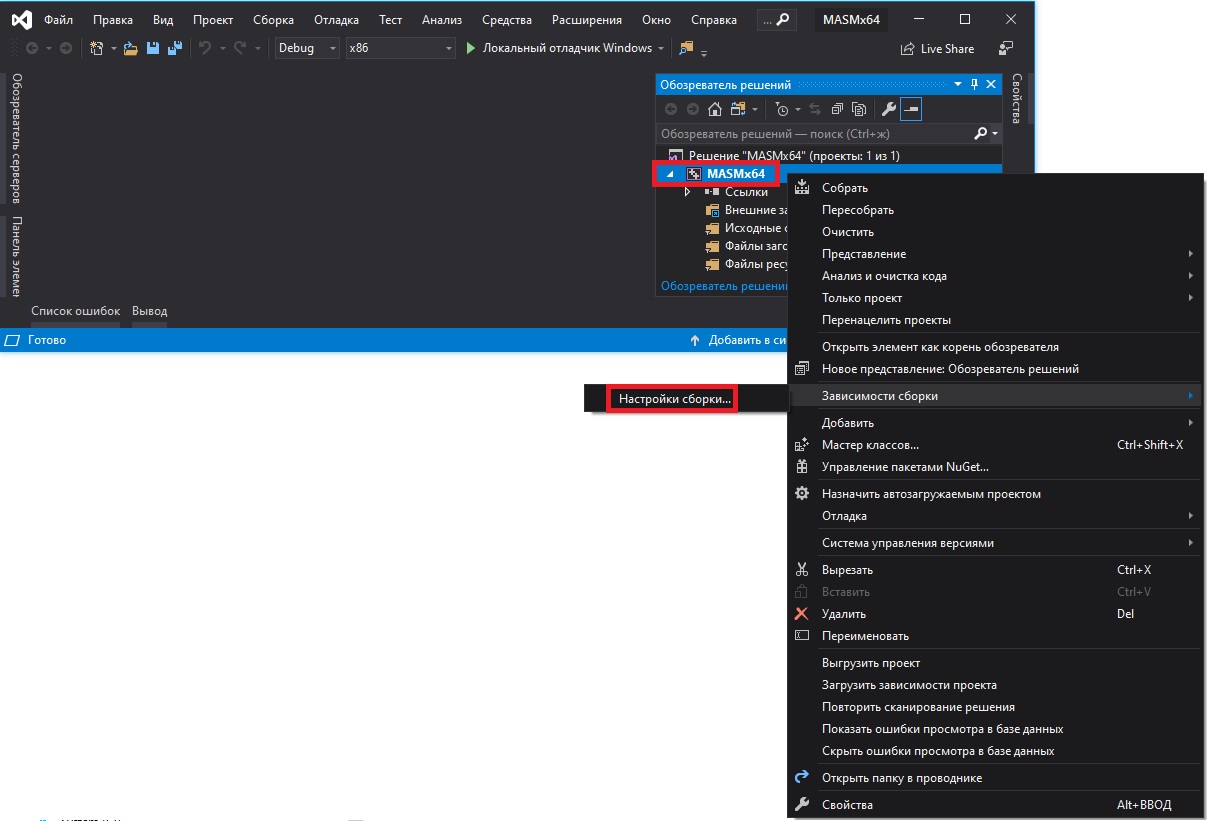 Файл Правка Вид Проект Сборка Отладка Тест Анализ Средства Расширения Окно Справка ... MASMx64
Debug x86 Локальный отладчик Windows Live Share
Обозреватель серверов
Панель элемен
Обозреватель решений
Свойства
Обозреватель решений — поиск (Ctrl+ж)
Решение "MASMx64" (проекты: 1 из 1)
MASMx64
Ссылки
Внешние за
Исходные
Файлы заго
Файлы ресу
Обозреватель решени
Список ошибок Вывод
Готово Добавить в си
Собрать
Пересобрать
Очистить
Представление
Анализ и очистка кода
Только проект
Перенацелить проекты
Открыть элемент как корень обозревателя
Новое представление: Обозреватель решений
Зависимости сборки
Настройки сборки...
Добавить
Мастер классов... Ctrl+Shift+X
Управление пакетами NuGet...
Назначить автозагружаемым проектом
Отладка
Система управления версиями
Вырезать Ctrl+X
Вставить Ctrl+V
Удалить Del
Переименовать
Выгрузить проект
Загрузить зависимости проекта
Повторить сканирование решения
Показать ошибки просмотра в базе данных
Скрыть ошибки просмотра в базе данных
Открыть папку в проводнике
Свойства Alt+ВВОД